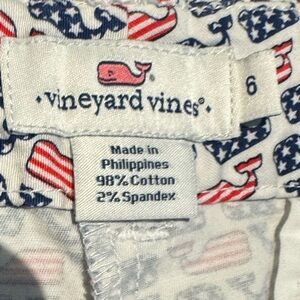 vineyard vines®
6
Made in
Philippines
98% Cotton
2% Spandex